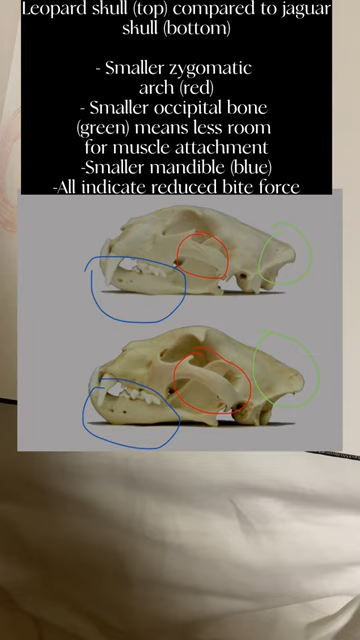 Leopard skull (top) compared to jaguar
skull (bottom)
- Smaller zygomatic
arch (red)
- Smaller occipital bone
(green) means less room
for muscle attachment
-Smaller mandible (blue)
-All indicate reduced bite force